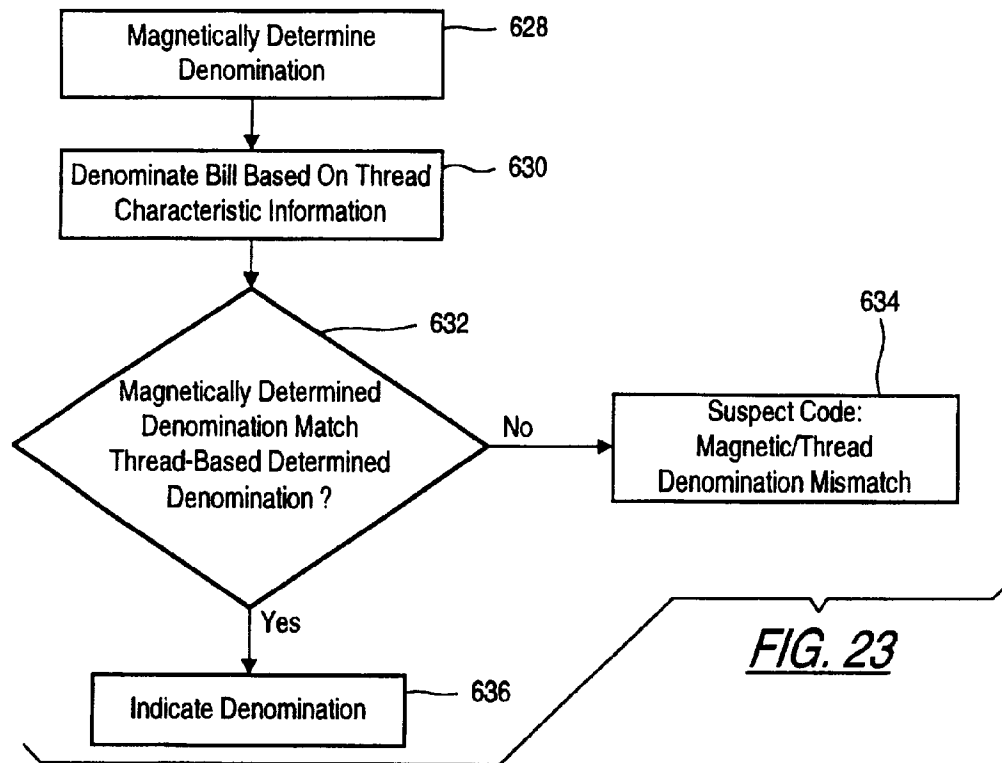 Magnetically Determine
Denomination
628
Denominate Bill Based On Thread
Characteristic Information
630
632
Magnetically Determined
Denomination Match
Thread-Based Determined
Denomination ?
No
634
Suspect Code:
Magnetic/Thread
Denomination Mismatch
Yes
Indicate Denomination
636
FIG. 23